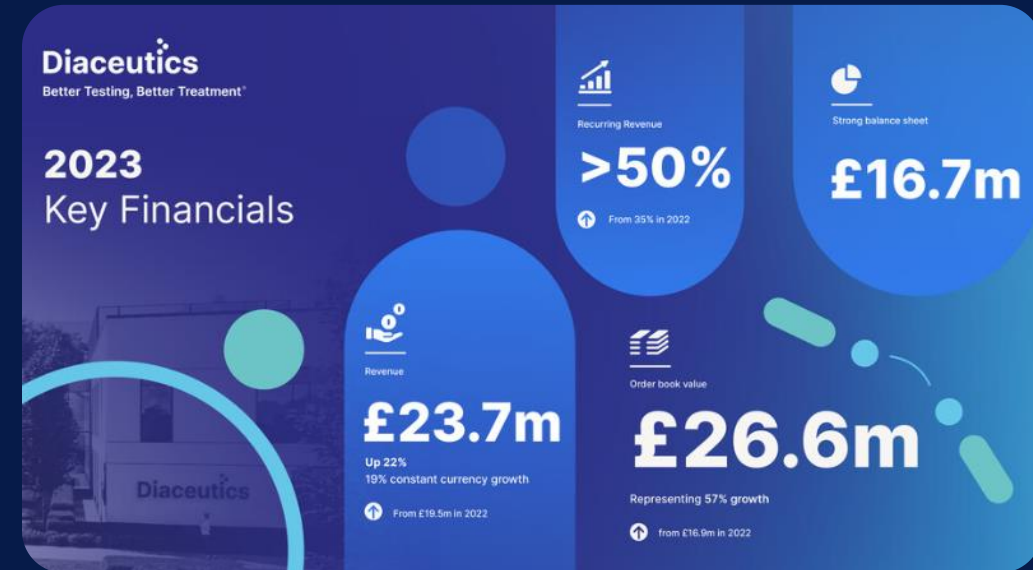 Diaceutics
Better Testing, Better Treatment®
2023
Key Financials
Recurring Revenue
>50%
From 35% in 2022
Strong balance sheet
£16.7m
Revenue
£23.7m
Up 22%
19% constant currency growth
From £19.5m in 2022
Order book value
£26.6m
Representing 57% growth
from £16.9m in 2022
Diaceutics